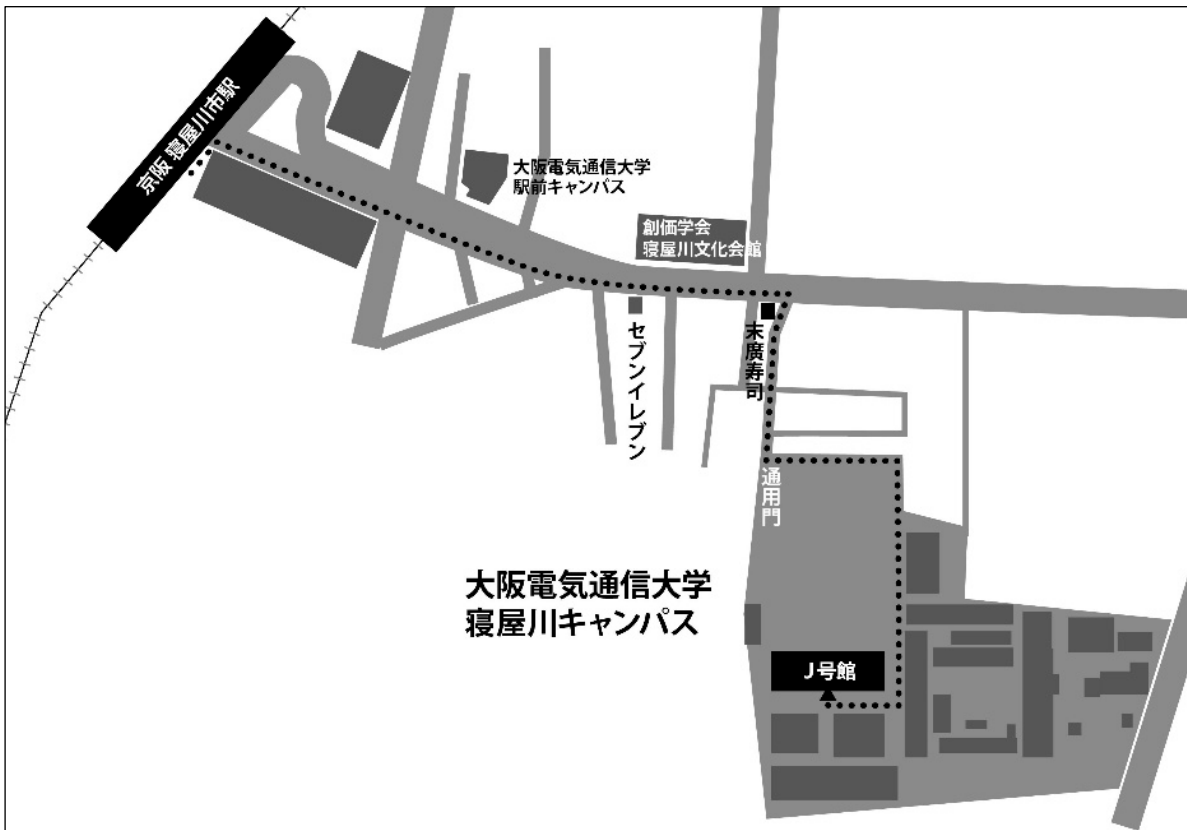 京阪 寝屋川市駅
大阪電気通信大学
駅前キャンパス
創価学会
寝屋川文化会館
セブンイレブン
末廣寿司
通用門
大阪電気通信大学
寝屋川キャンパス
J号館